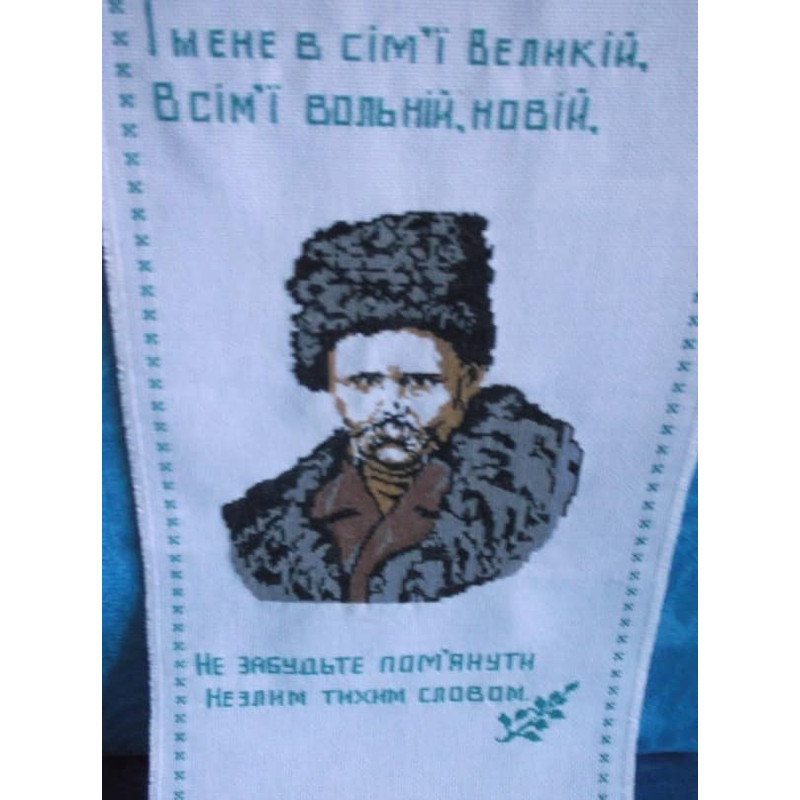 І мене в сім'ї великій,
В сім'ї вольній, новій,
Не забудьте пом'янути
Незлим тихим словом.